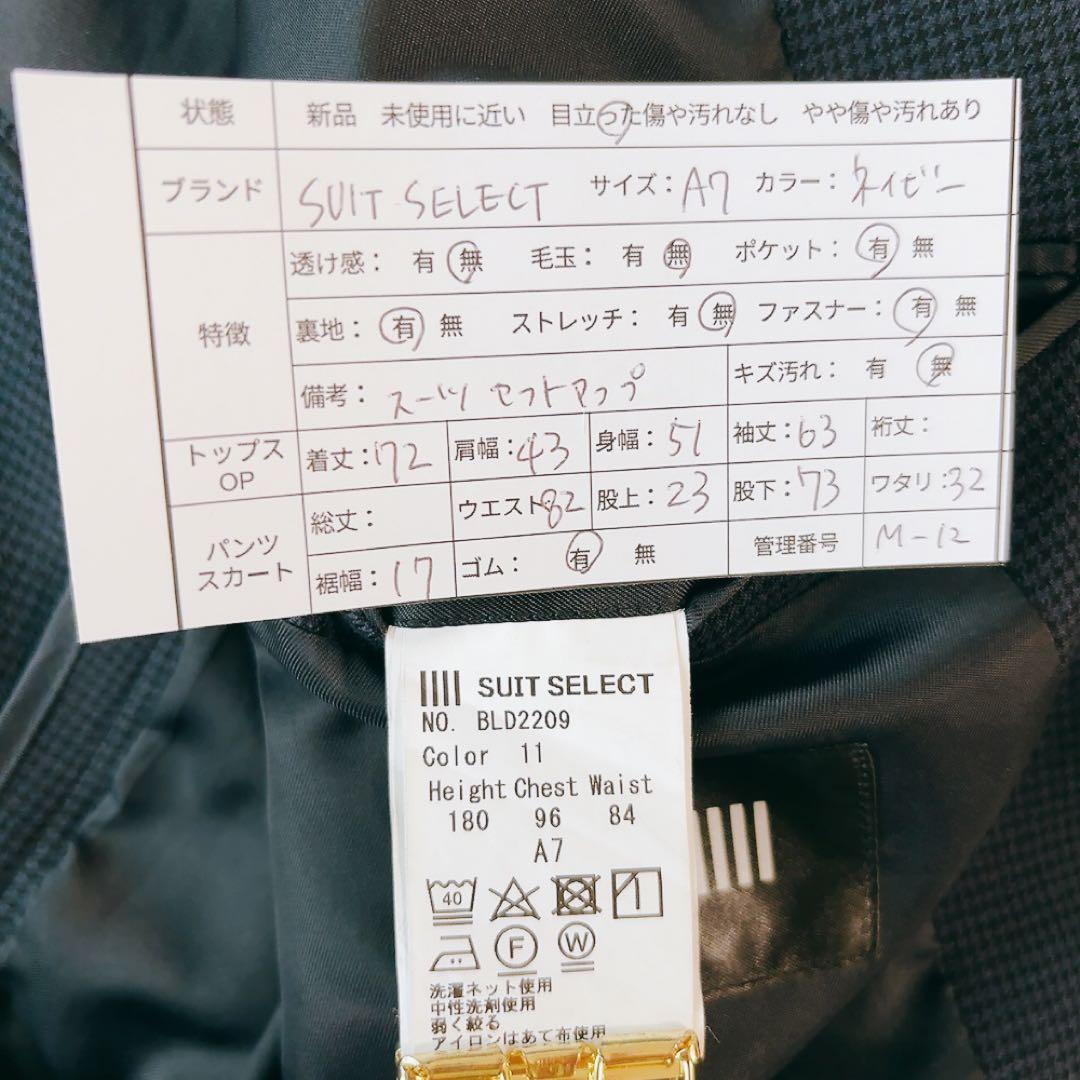 状態 新品 未使用に近い 目立った傷や汚れなし やや傷や汚れあり
ブランド SUIT SELECT サイズ：A7 カラー：ネイビー
透け感： 有 無 毛玉： 有 無 ポケット： 有 無
特徴 裏地： 有 無 ストレッチ： 有 無 ファスナー： 有 無
備考： スーツ セットアップ キズ汚れ： 有 無
トップス OP 着丈：72 肩幅：43 身幅：51 袖丈：63 裄丈：
パンツ スカート 総丈： ウエスト：82 股上：23 股下：73 ワタリ：32
裾幅：17 ゴム： 有 無 管理番号 M-12
SUIT SELECT
NO. BLD2209
Color 11
Height Chest Waist
180 96 84
A7
40
F W
洗濯ネット使用
中性洗剤使用
弱く絞る
アイロンはあて布使用